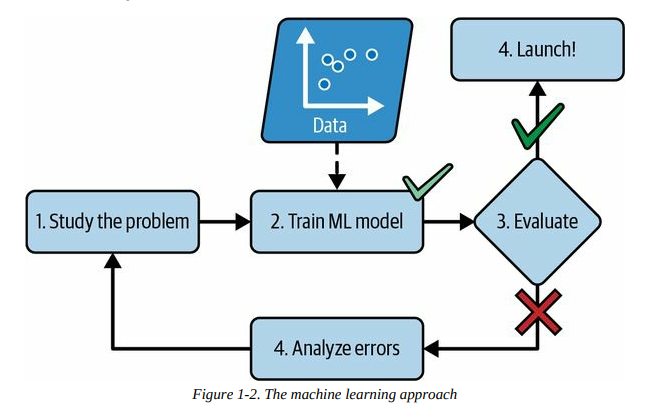 4. Launch!
Data
1. Study the problem
2. Train ML model
3. Evaluate
4. Analyze errors
Figure 1-2. The machine learning approach